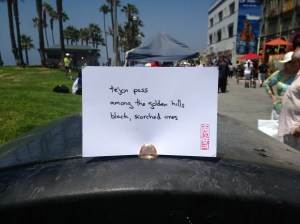 tejon pass
among the golden hills
black, scorched ones